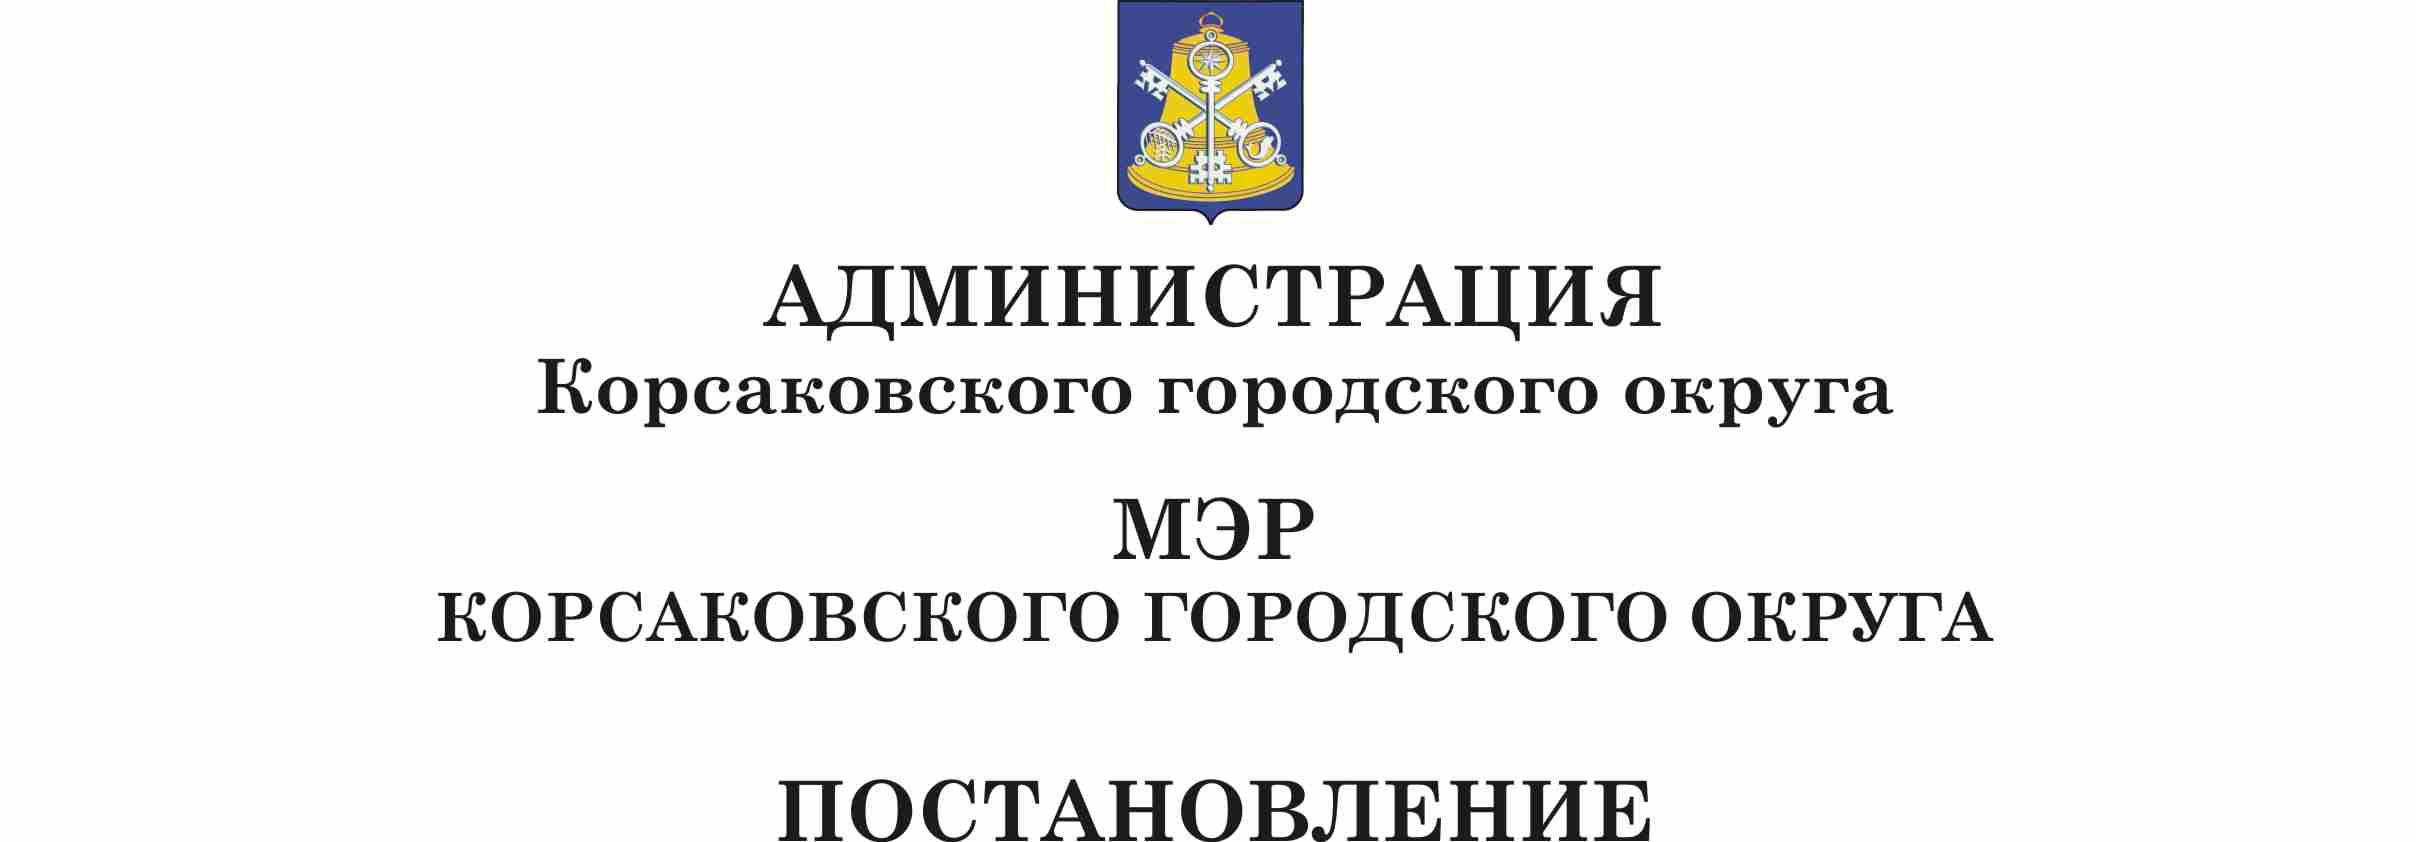 АДМИНИСТРАЦИЯ
Корсаковского городского округа
МЭР
КОРСАКОВСКОГО ГОРОДСКОГО ОКРУГА
ПОСТАНОВЛЕНИЕ